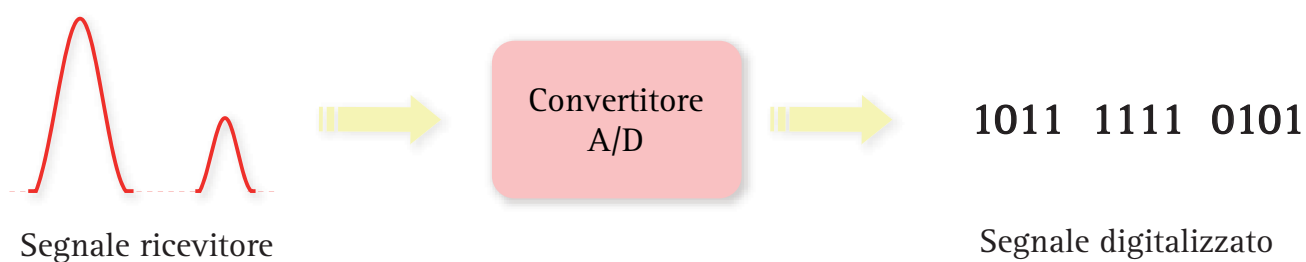 Convertitore
A/D
1011 1111 0101
Segnale ricevitore
Segnale digitalizzato